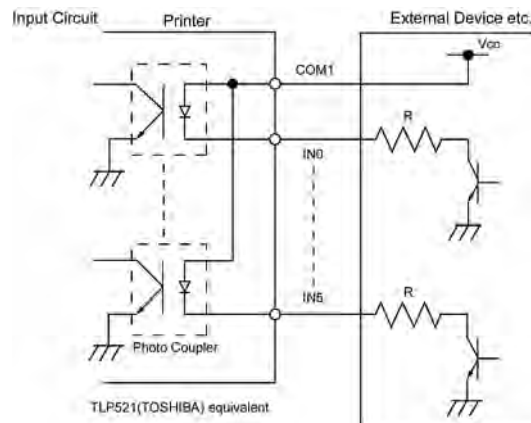 Input Circuit
Printer
External Device etc.
Vcc
COM1
R
IN0
R
IN5
Photo Coupler
TLP521(TOSHIBA) equivalent